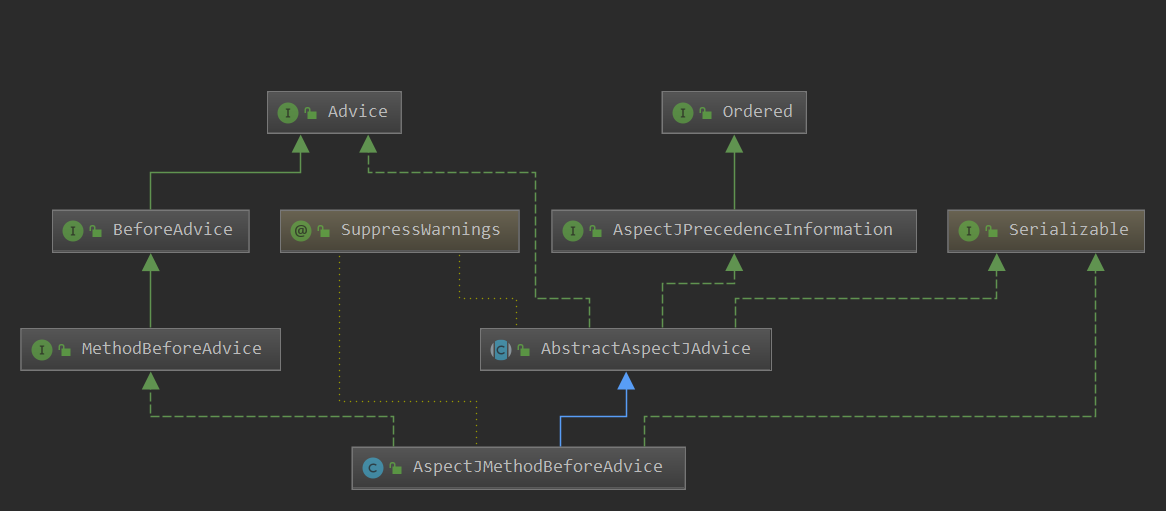 I Advice
I Ordered
I BeforeAdvice
@ SuppressWarnings
I AspectJPrecedenceInformation
I Serializable
I MethodBeforeAdvice
C AbstractAspectJAdvice
C AspectJMethodBeforeAdvice